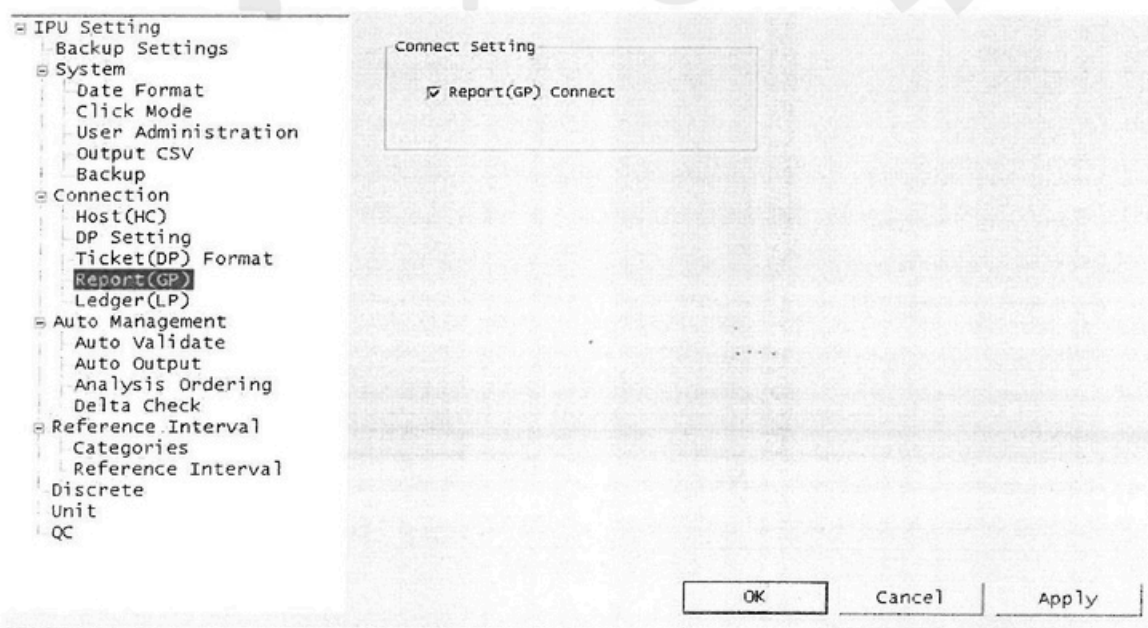 IPU Setting
Backup Settings
System
Date Format
Click Mode
User Administration
Output CSV
Backup
Connection
Host(HC)
DP Setting
Ticket(DP) Format
Report(GP)
Ledger(LP)
Auto Management
Auto Validate
Auto Output
Analysis Ordering
Delta Check
Reference Interval
Categories
Reference Interval
Discrete
Unit
QC
Connect Setting
Report(GP) Connect
OK
Cancel
Apply